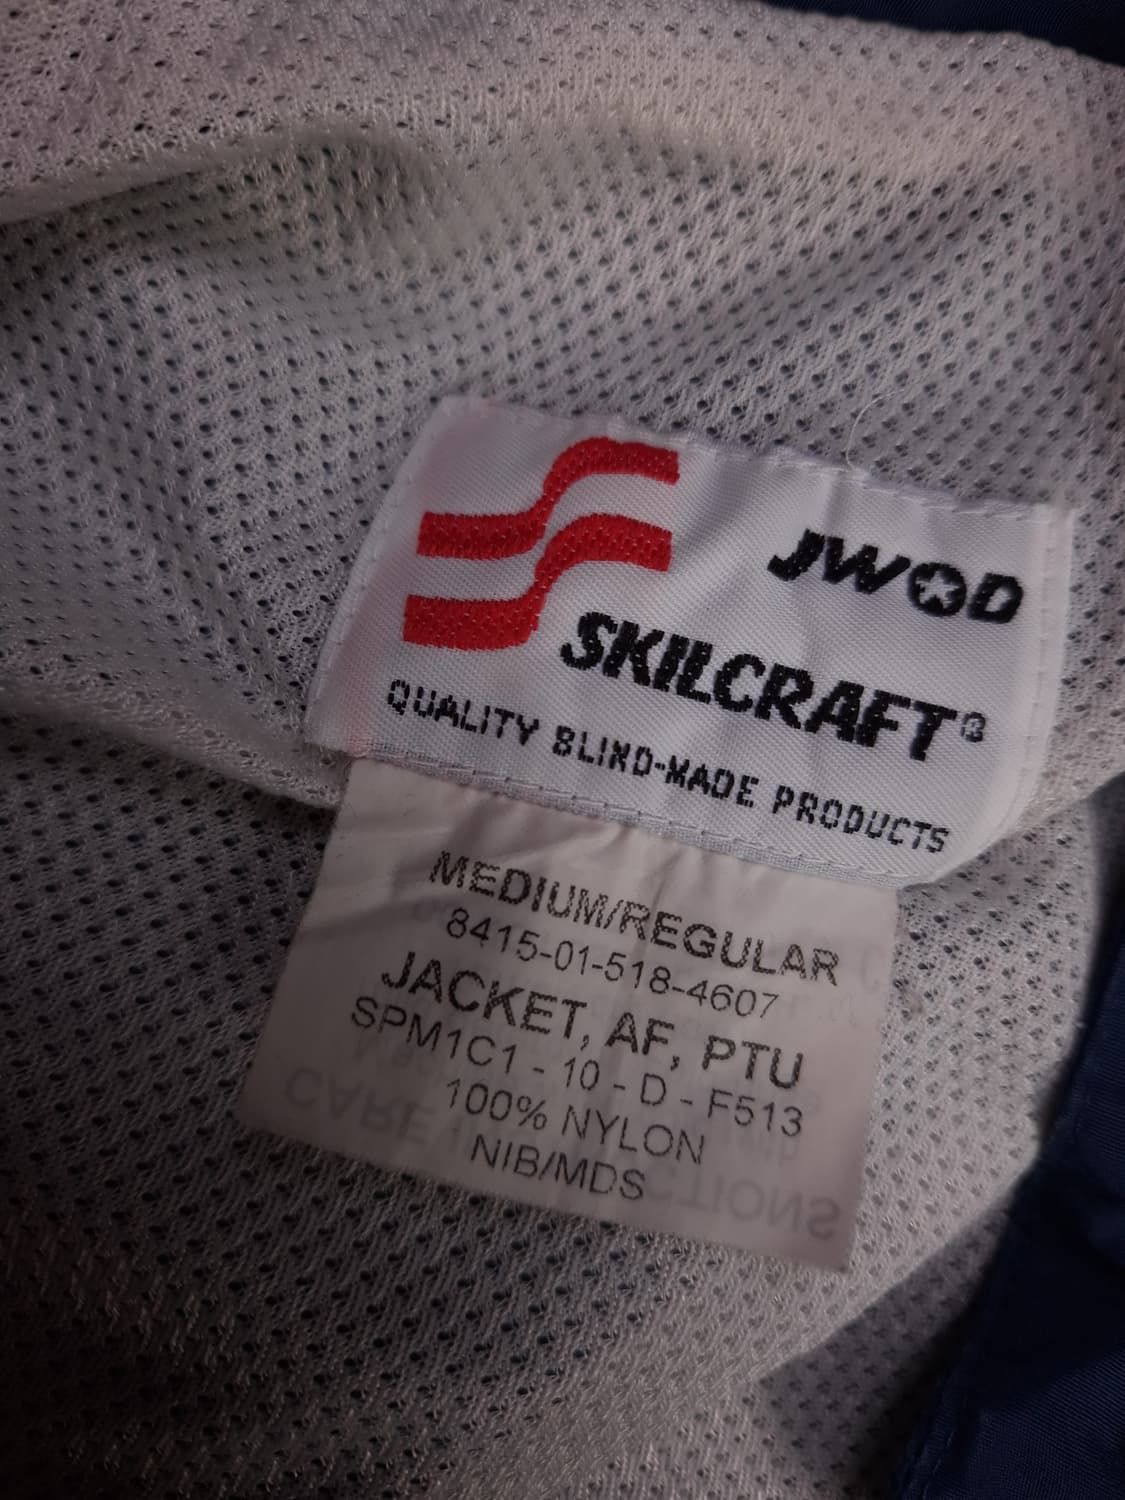 JWOD
SKILCRAFT®
QUALITY BLIND-MADE PRODUCTS
MEDIUM/REGULAR
8415-01-518-4607
JACKET, AF, PTU
SPM1C1 - 10 - D - F513
100% NYLON
NIB/MDS